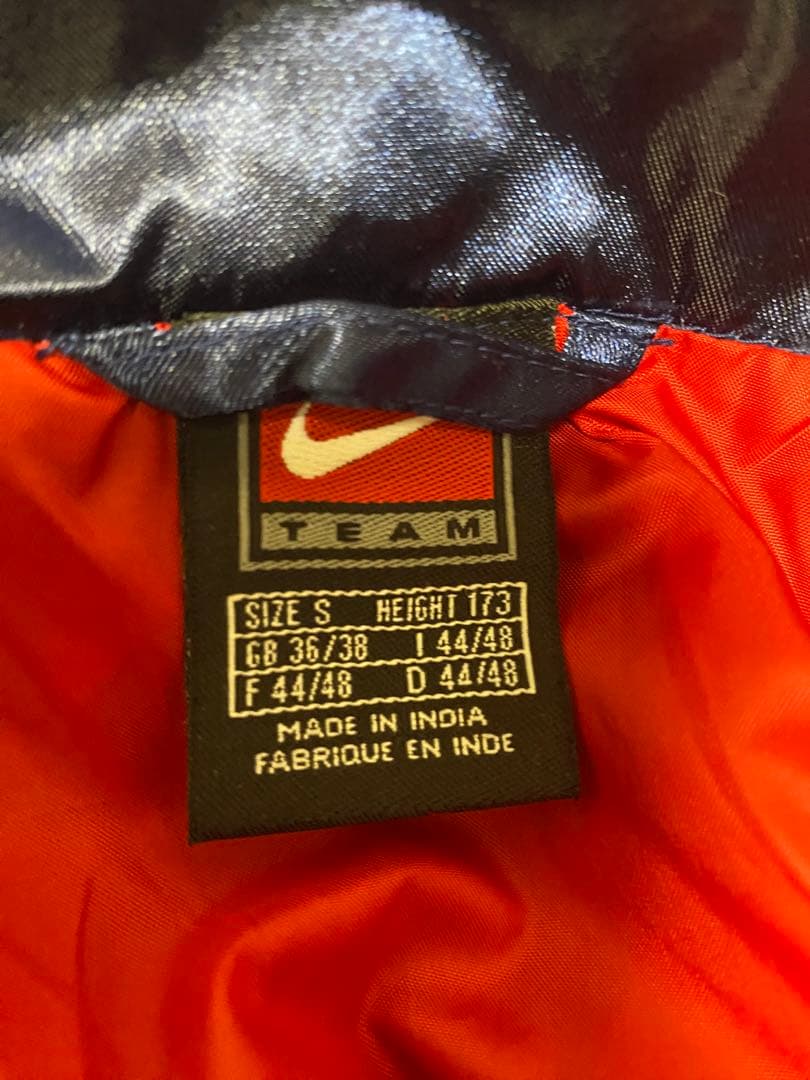 TEAM
SIZE S HEIGHT 173
GB 36/38 I 44/48
F 44/48 D 44/48
MADE IN INDIA
FABRIQUE EN INDE